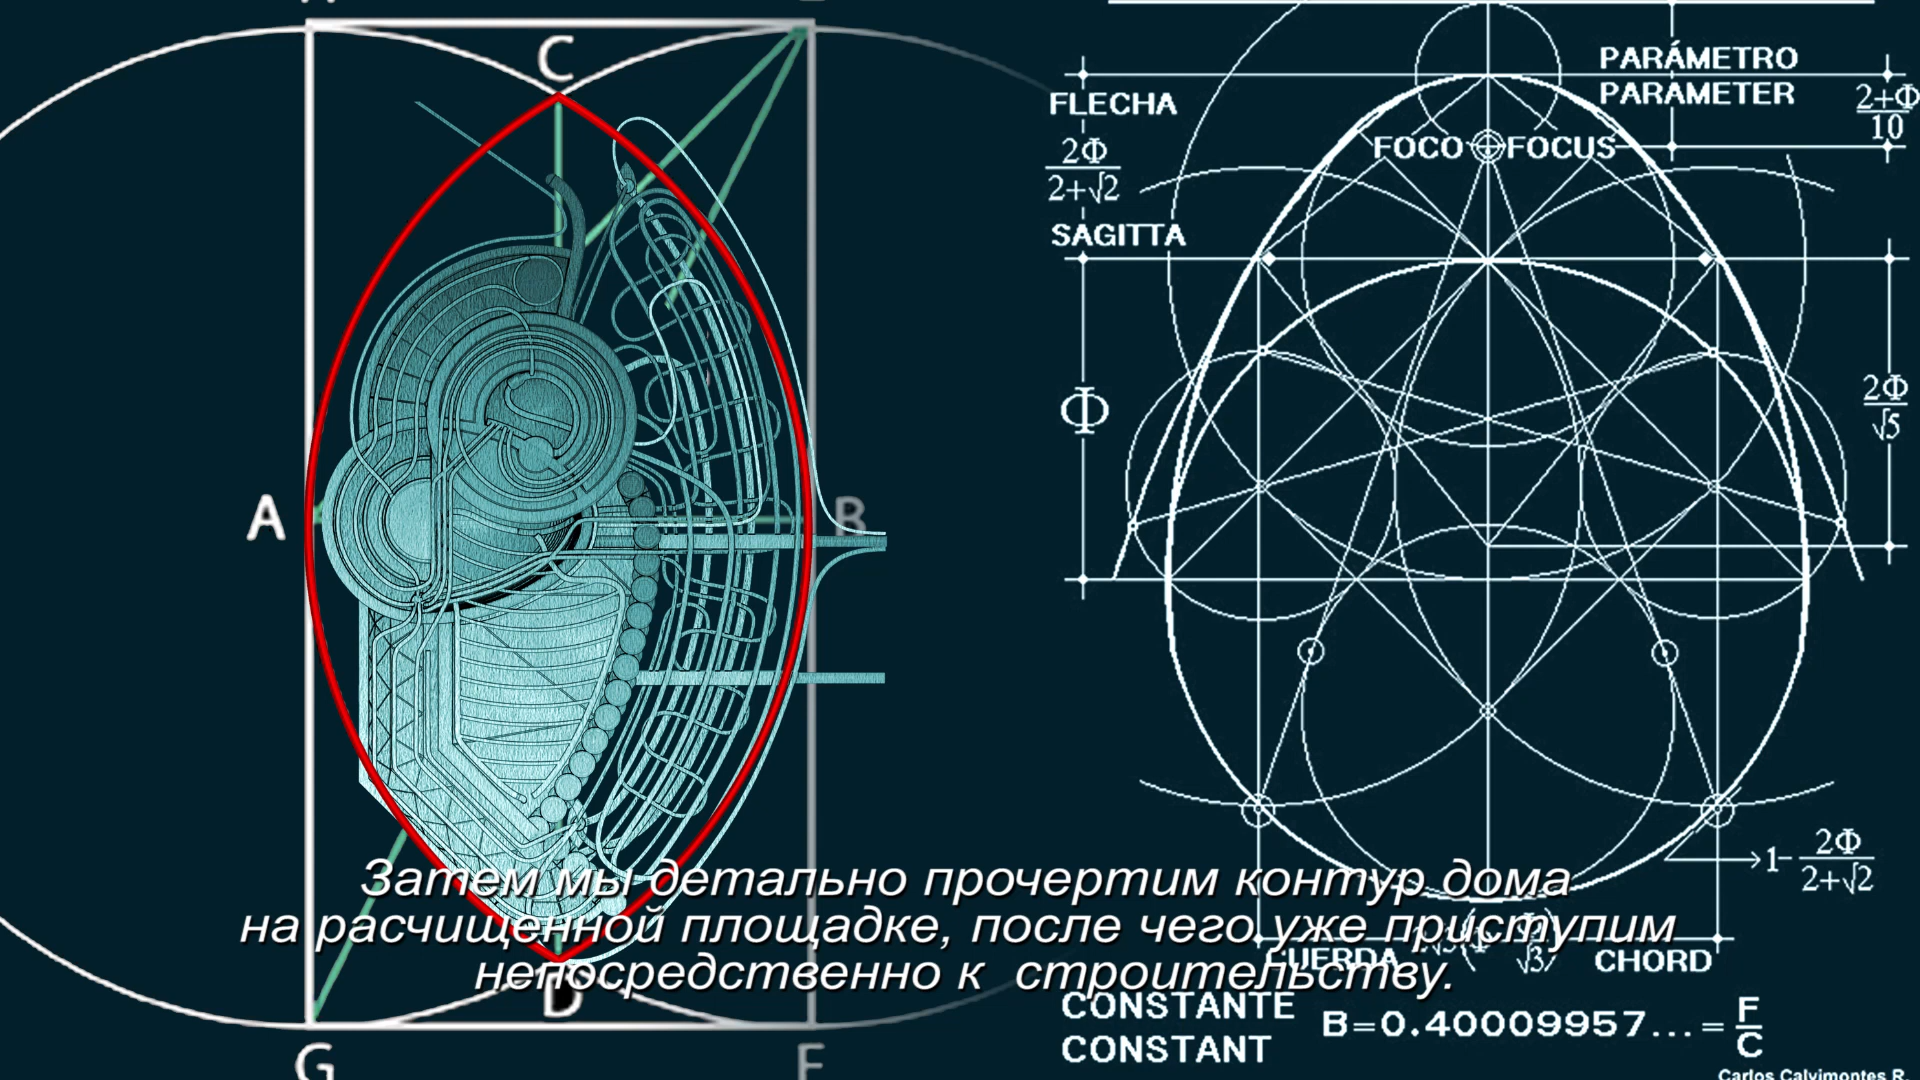 C
A
B
D
G
F
PARÁMETRO
PARAMETER
FLECHA
2Φ
2+√2
2+Φ
10
FOCO
FOCUS
SAGITTA
Φ
2Φ
√5
1- 2Φ
2+√2
Затем мы детально прочертим контур дома
на расчищенной площадке, после чего уже приступим
непосредственно к строительству.
CUERDA
√3
CHORD
CONSTANTE
CONSTANT
B=0.40009957...= F
C
Carlos Calvimontes R.